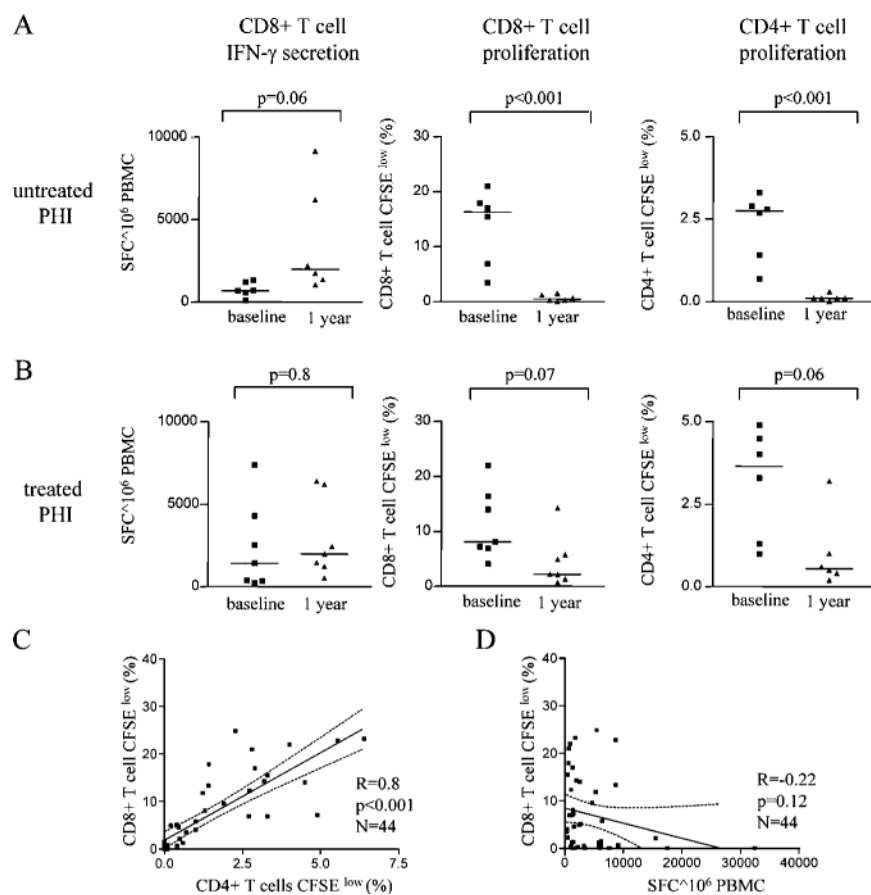 A
CD8+ T cell
IFN-γ secretion
CD8+ T cell
proliferation
CD4+ T cell
proliferation
untreated
PHI
p=0.06
SFC^10⁶ PBMC
10000
5000
0
baseline
1 year
p<0.001
CD8+ T cell CFSE low (%)
30
20
10
0
baseline
1 year
p<0.001
CD4+ T cell CFSE low (%)
5.0
2.5
0.0
baseline
1 year
B
treated
PHI
p=0.8
SFC^10⁶ PBMC
10000
5000
0
baseline
1 year
p=0.07
CD8+ T cell CFSE low (%)
30
20
10
0
baseline
1 year
p=0.06
CD4+ T cell CFSE low (%)
5.0
2.5
0.0
baseline
1 year
C
CD8+ T cell CFSE low (%)
40
30
20
10
0
0.0
2.5
5.0
7.5
CD4+ T cells CFSE low (%)
R=0.8
p<0.001
N=44
D
CD8+ T cell CFSE low (%)
40
30
20
10
0
0
10000
20000
30000
40000
SFC^10⁶ PBMC
R=-0.22
p=0.12
N=44